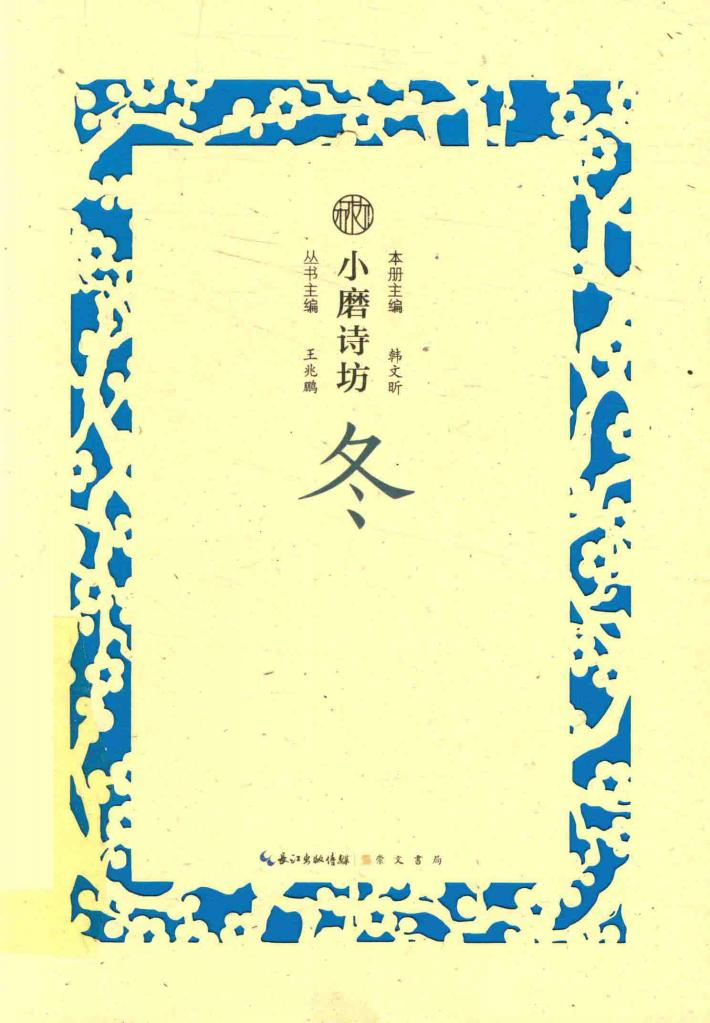 本册主编 韩文昕
小磨诗坊
丛书主编 王兆鹏
冬
长江出版传媒 崇文书局